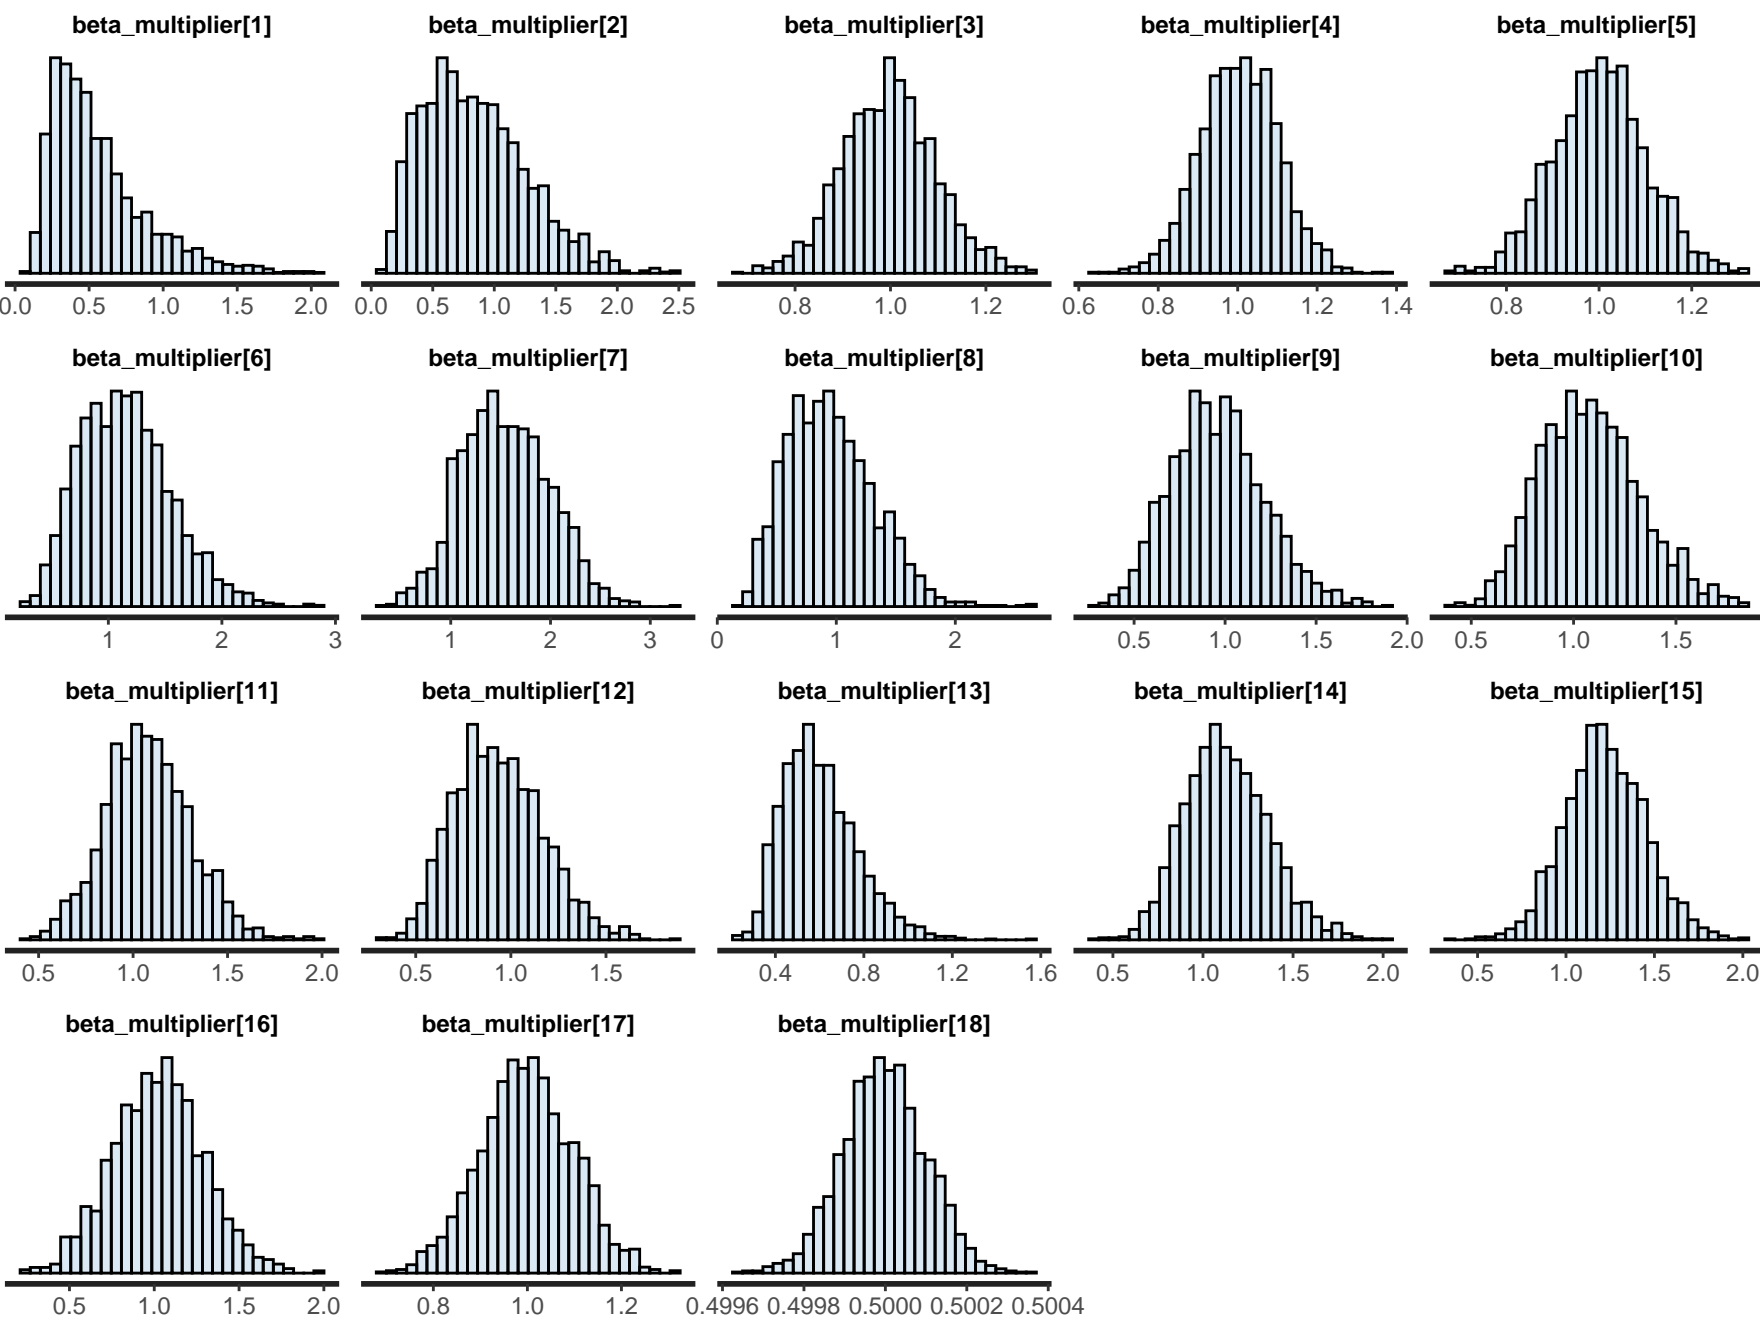 beta_multiplier[1] beta_multiplier[2] beta_multiplier[3] beta_multiplier[4] beta_multiplier[5]
0.0 0.5 1.0 1.5 2.0 0.0 0.5 1.0 1.5 2.0 2.5 0.8 1.0 1.2 0.6 0.8 1.0 1.2 1.4 0.8 1.0 1.2
beta_multiplier[6] beta_multiplier[7] beta_multiplier[8] beta_multiplier[9] beta_multiplier[10]
1 2 3 1 2 3 0 1 2 0.5 1.0 1.5 2.0 0.5 1.0 1.5
beta_multiplier[11] beta_multiplier[12] beta_multiplier[13] beta_multiplier[14] beta_multiplier[15]
0.5 1.0 1.5 2.0 0.5 1.0 1.5 0.4 0.8 1.2 1.6 0.5 1.0 1.5 2.0 0.5 1.0 1.5 2.0
beta_multiplier[16] beta_multiplier[17] beta_multiplier[18]
0.5 1.0 1.5 2.0 0.8 1.0 1.2 0.4996 0.4998 0.5000 0.5002 0.5004